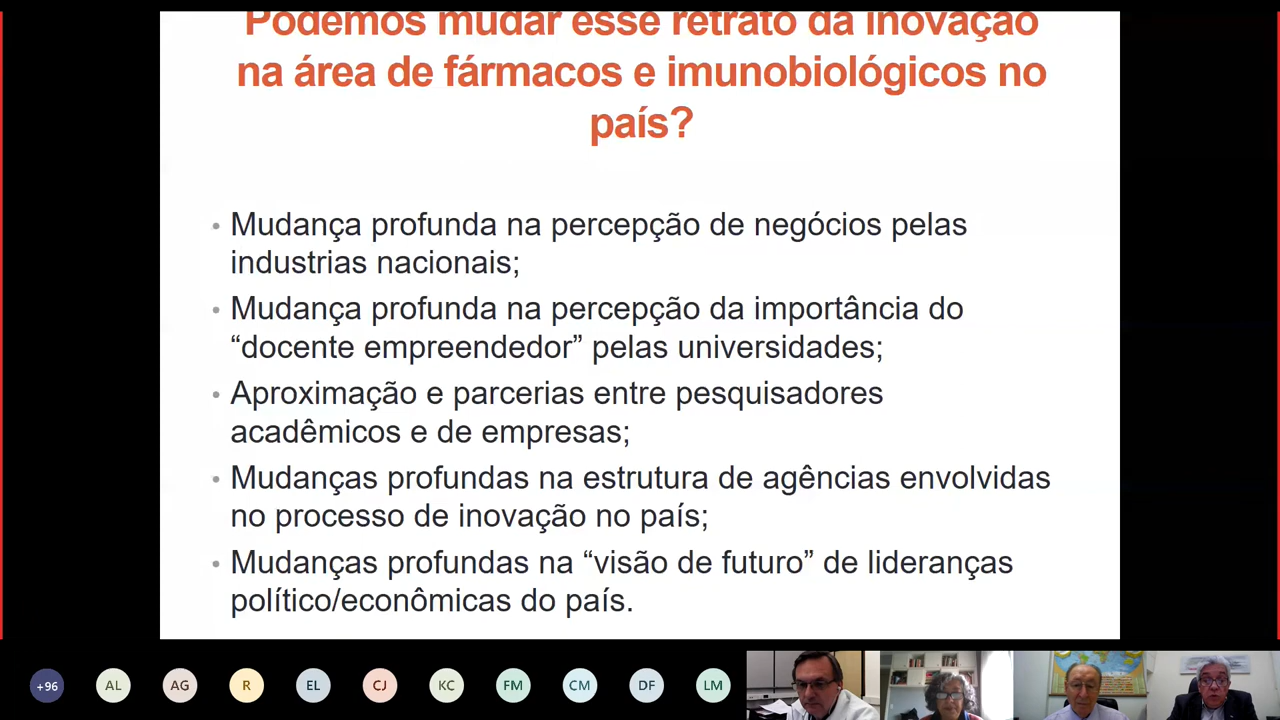 Podemos mudar esse retrato da inovação
na área de fármacos e imunobiológicos no
país?
• Mudança profunda na percepção de negócios pelas
industrias nacionais;
• Mudança profunda na percepção da importância do
“docente empreendedor” pelas universidades;
• Aproximação e parcerias entre pesquisadores
acadêmicos e de empresas;
• Mudanças profundas na estrutura de agências envolvidas
no processo de inovação no país;
• Mudanças profundas na “visão de futuro” de lideranças
político/econômicas do país.
+96 AL AG R EL CJ KC FM CM DF LM